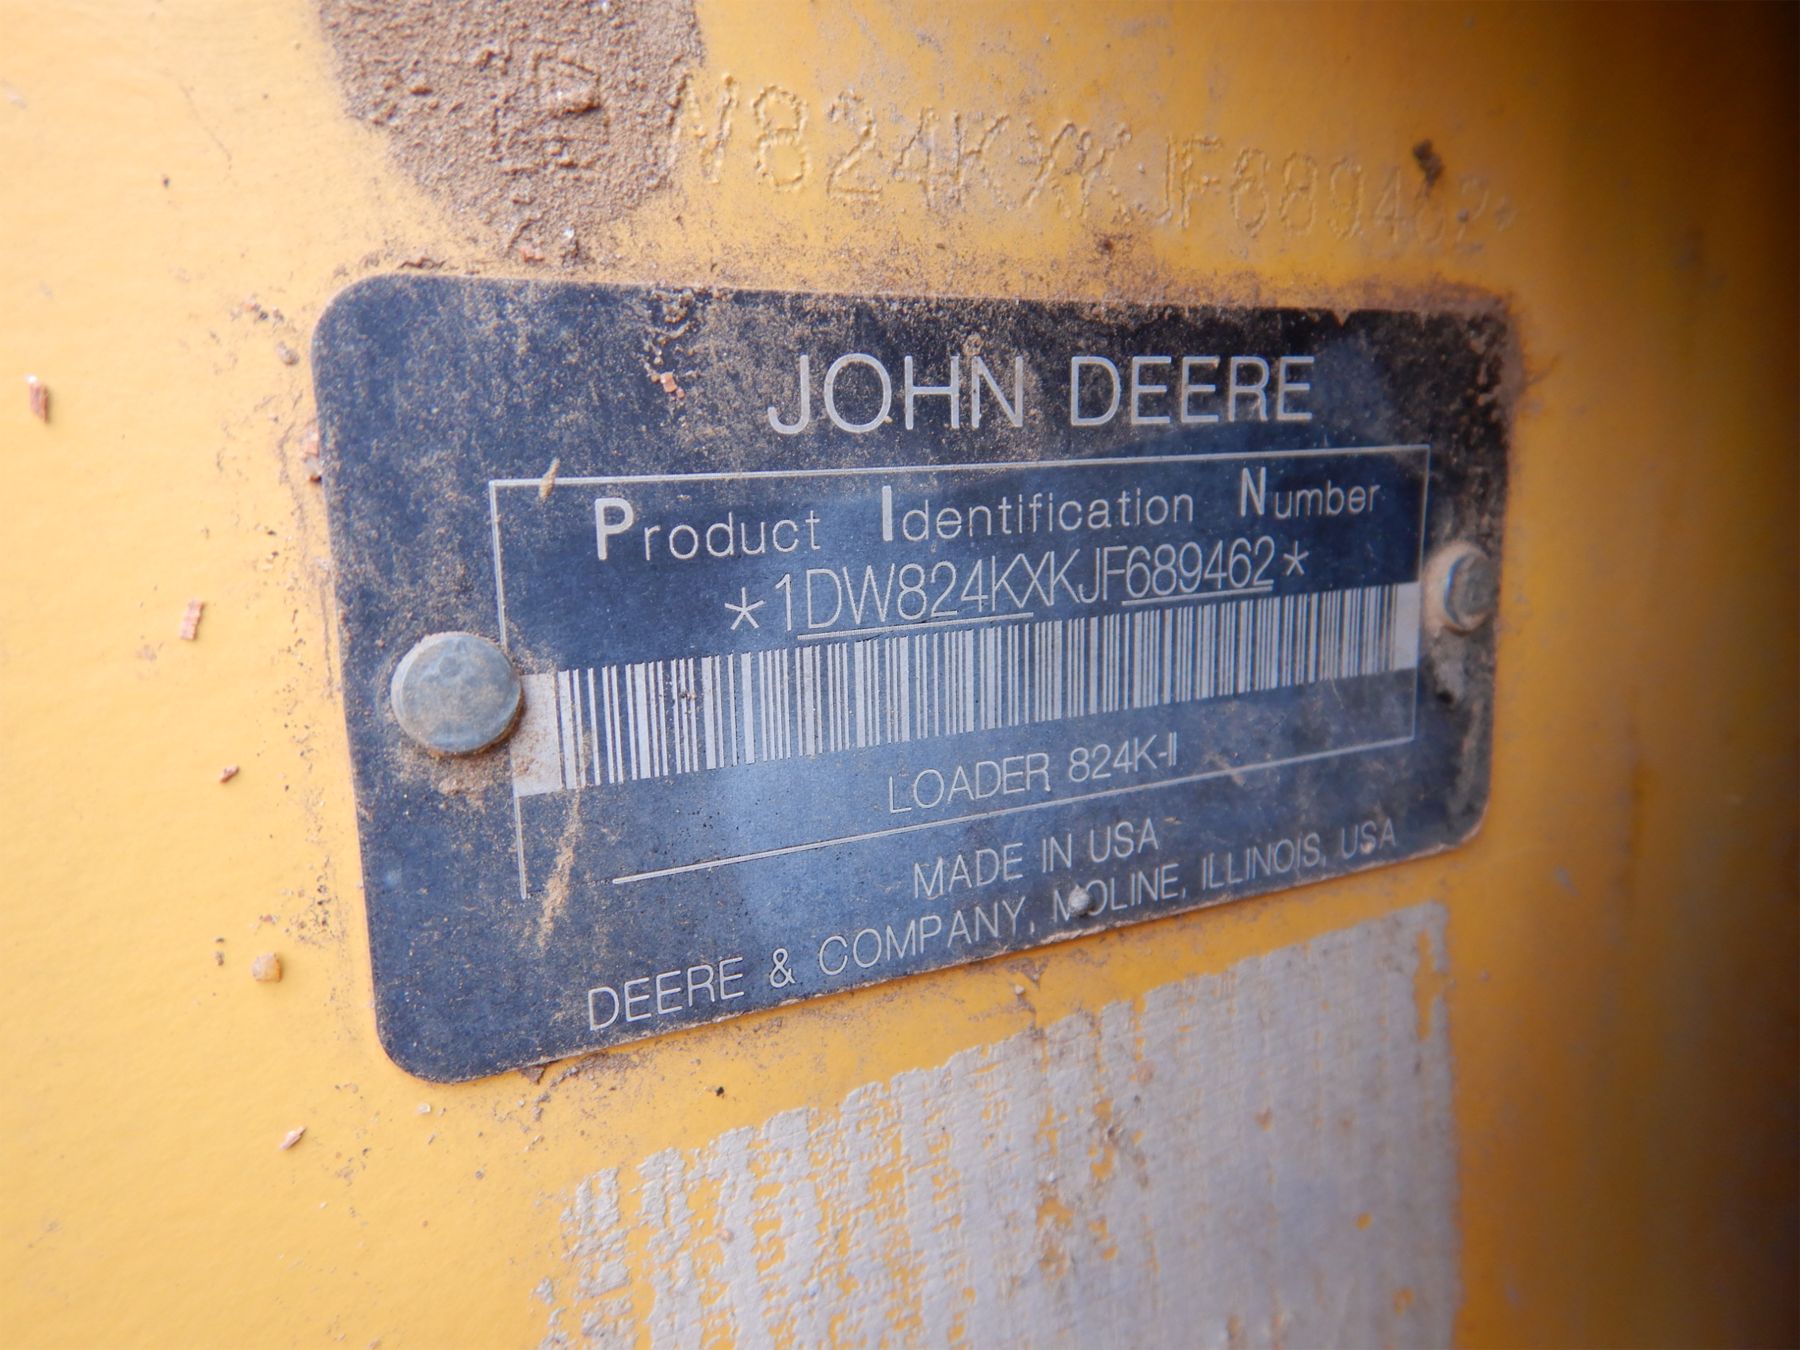 W824KXKJF689462*
JOHN DEERE
Product Identification Number
*1DW824KXKJF689462*
LOADER 824K-II
MADE IN USA
DEERE & COMPANY, MOLINE, ILLINOIS, USA